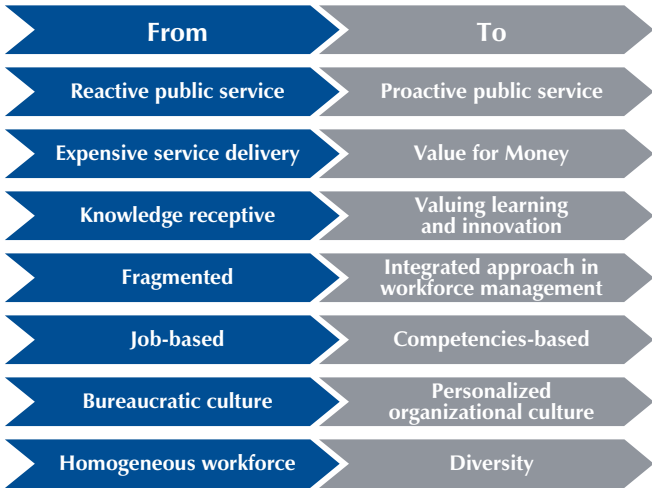 From
To
Reactive public service
Proactive public service
Expensive service delivery
Value for Money
Knowledge receptive
Valuing learning
and innovation
Fragmented
Integrated approach in
workforce management
Job-based
Competencies-based
Bureaucratic culture
Personalized
organizational culture
Homogeneous workforce
Diversity